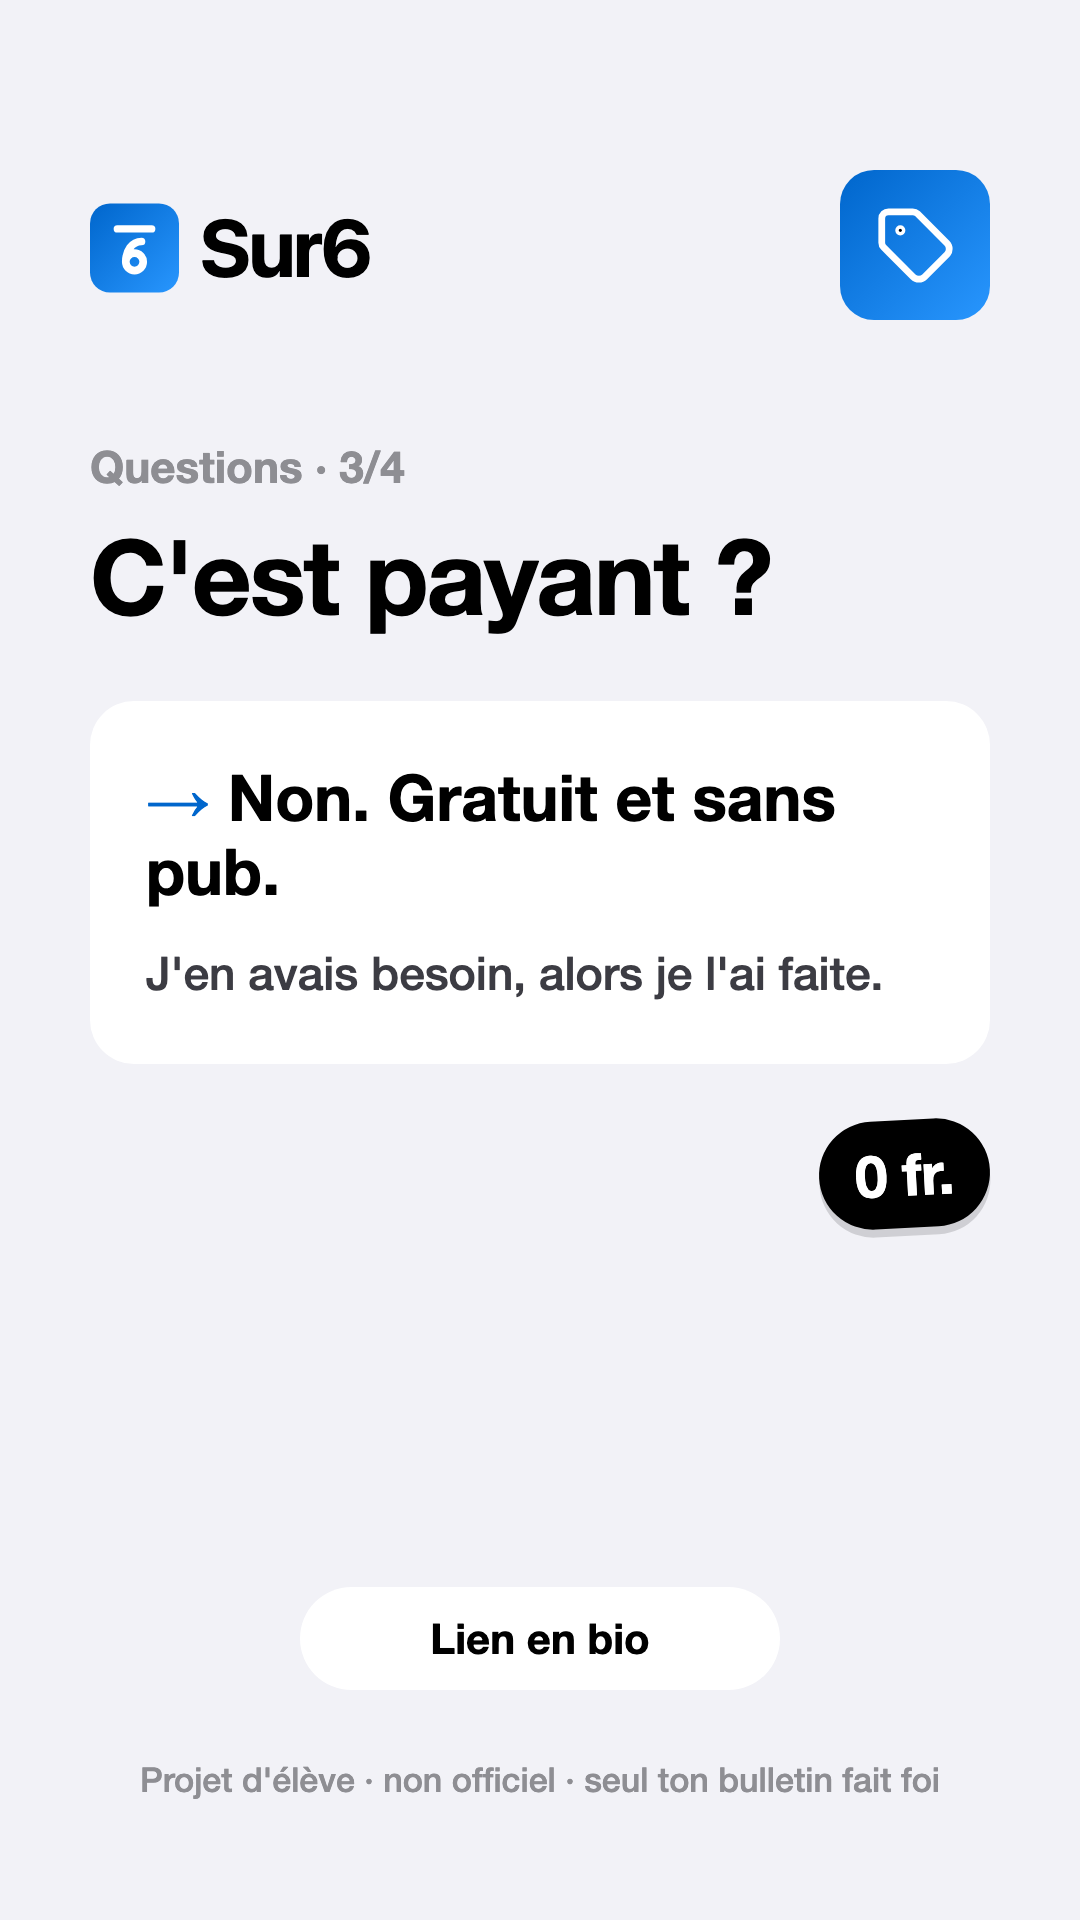 6 Sur6
Questions · 3/4
C'est payant ?
→ Non. Gratuit et sans
pub.
J'en avais besoin, alors je l'ai faite.
0 fr.
Lien en bio
Projet d'élève · non officiel · seul ton bulletin fait foi